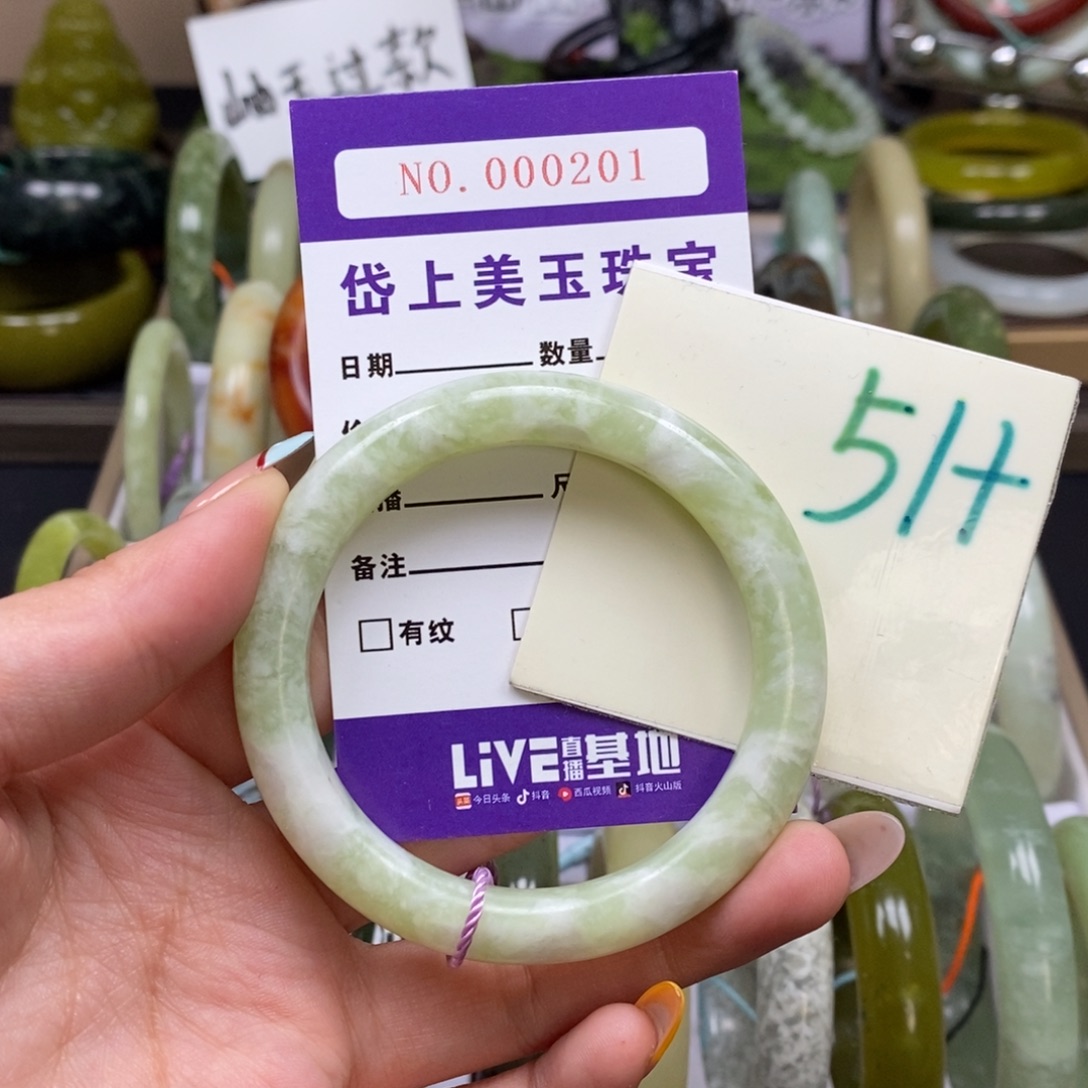 岫玉过款
NO. 000201
岱上美玉珠宝
日期 数量
播 尺
备注
有纹
LiVE直播基地
今日头条 抖音 西瓜视频 抖音火山版
51+